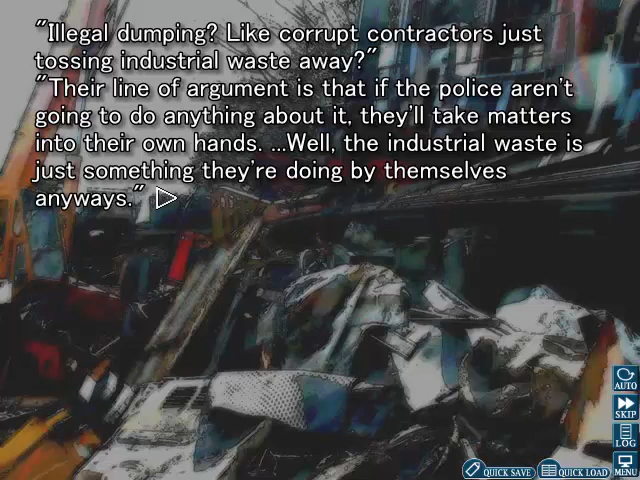 "Illegal dumping? Like corrupt contractors just
tossing industrial waste away?"
"Their line of argument is that if the police aren't
going to do anything about it, they'll take matters
into their own hands. ...Well, the industrial waste is
just something they're doing by themselves
anyways."
AUTO
SKIP
LOG
MENU
QUICK SAVE QUICK LOAD